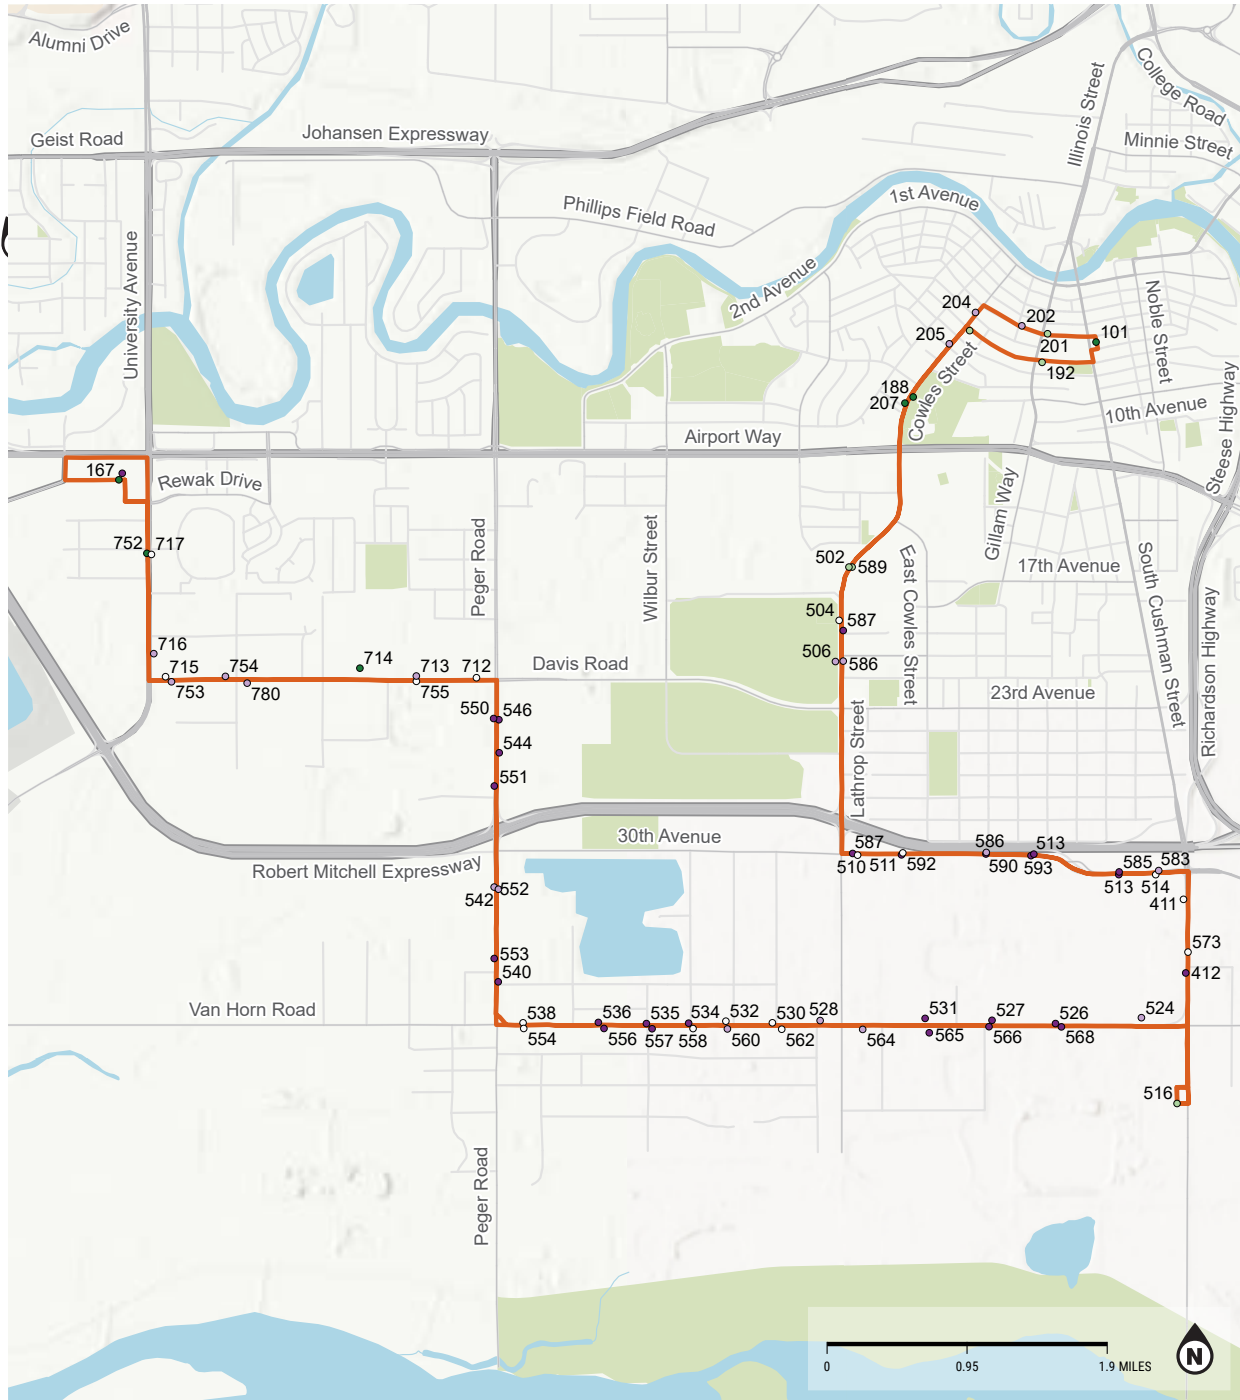 Alumni Drive
College Road
Illinois Street
Geist Road
Johansen Expressway
Minnie Street
1st Avenue
Phillips Field Road
University Avenue
2nd Avenue
Noble Street
204
202
101
205
201
192
Cowles Street
188
207
Steese Highway
10th Avenue
Airport Way
167
Rewak Drive
Gillam Way
752
717
Peger Road
Wilbur Street
502
589
East Cowles Street
17th Avenue
South Cushman Street
Richardson Highway
504
587
716
714
506
586
715
754
713
712
Davis Road
753
780
755
23rd Avenue
550
546
Lathrop Street
544
551
30th Avenue
587
586
513
Robert Mitchell Expressway
510
511
592
590
593
585
583
513
514
542
552
411
553
573
540
412
Van Horn Road
538
536
535
534
532
530
528
531
527
526
524
554
556
557
558
560
562
564
565
566
568
516
Peger Road
0
0.95
1.9 MILES
N